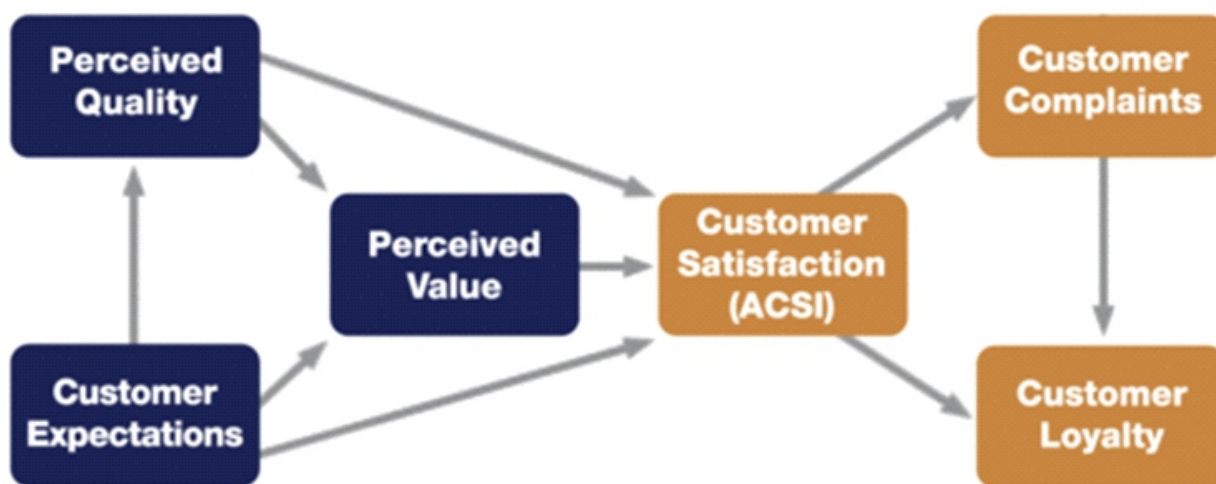 Perceived
Quality
Customer
Complaints
Perceived
Value
Customer
Satisfaction
(ACSI)
Customer
Expectations
Customer
Loyalty